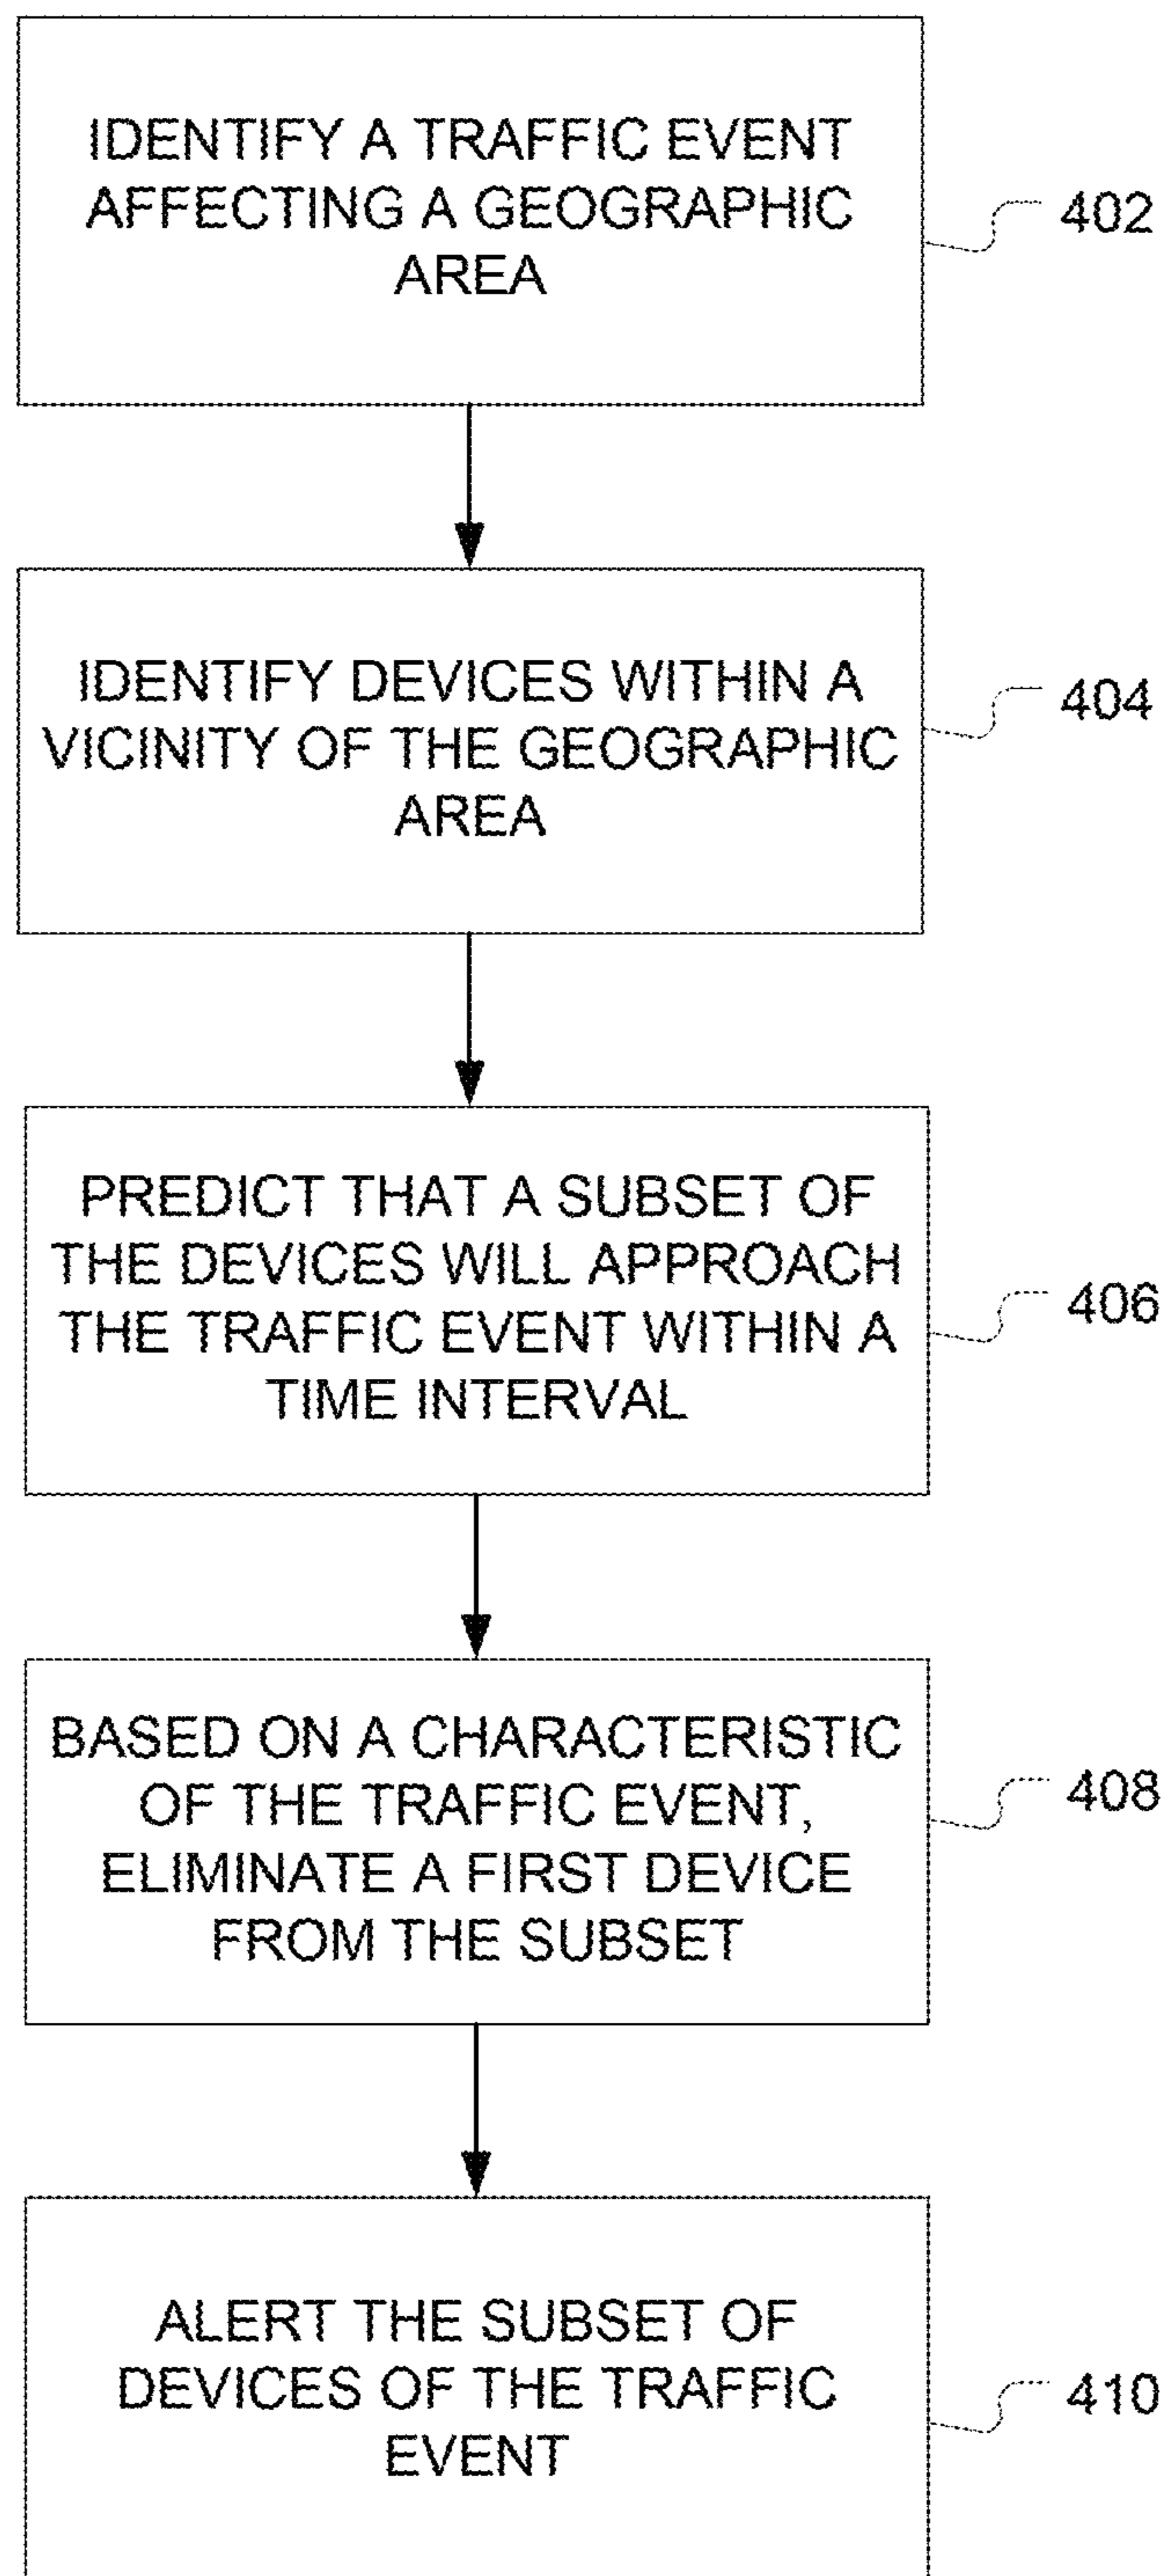 IDENTIFY A TRAFFIC EVENT
AFFECTING A GEOGRAPHIC
AREA
402
IDENTIFY DEVICES WITHIN A
VICINITY OF THE GEOGRAPHIC
AREA
404
PREDICT THAT A SUBSET OF
THE DEVICES WILL APPROACH
THE TRAFFIC EVENT WITHIN A
TIME INTERVAL
406
BASED ON A CHARACTERISTIC
OF THE TRAFFIC EVENT,
ELIMINATE A FIRST DEVICE
FROM THE SUBSET
408
ALERT THE SUBSET OF
DEVICES OF THE TRAFFIC
EVENT
410